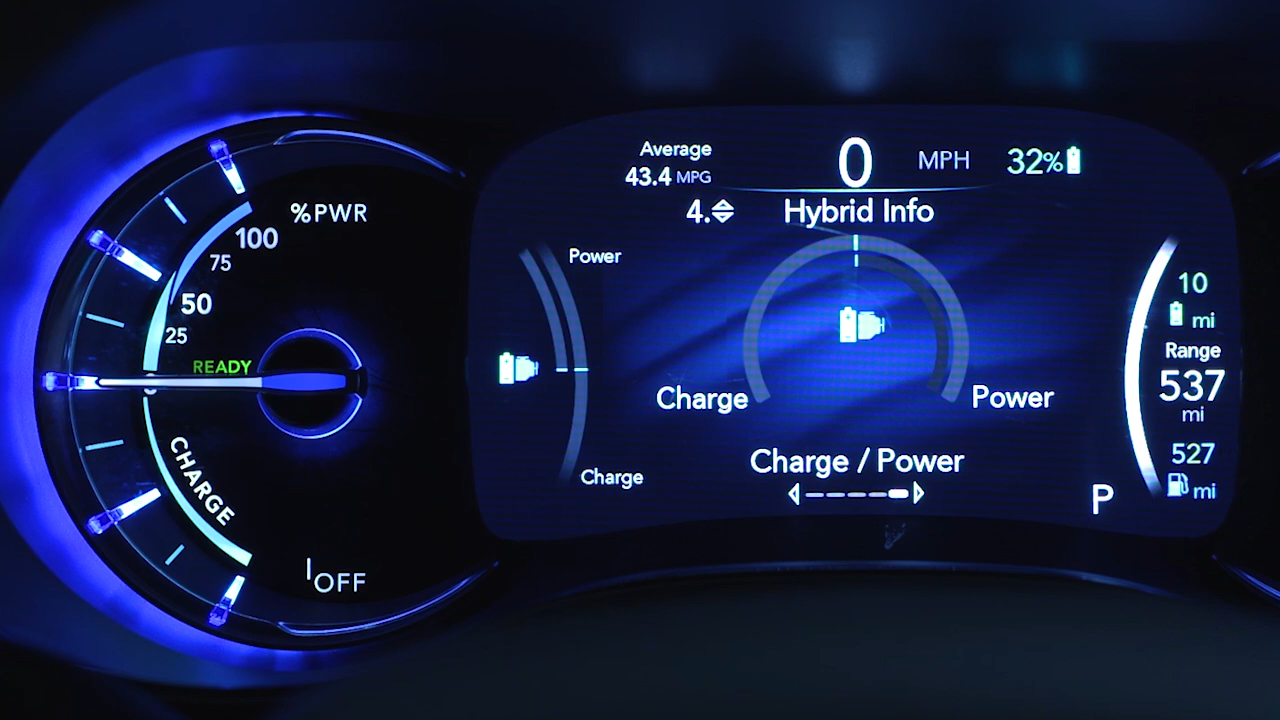 %PWR
100
75
50
25
READY
0
CHARGE
OFF
Average
43.4 MPG
0 MPH
32%
4. Hybrid Info
Power
Charge
Charge
Power
Charge / Power
P
10
mi
Range
537
mi
527
mi